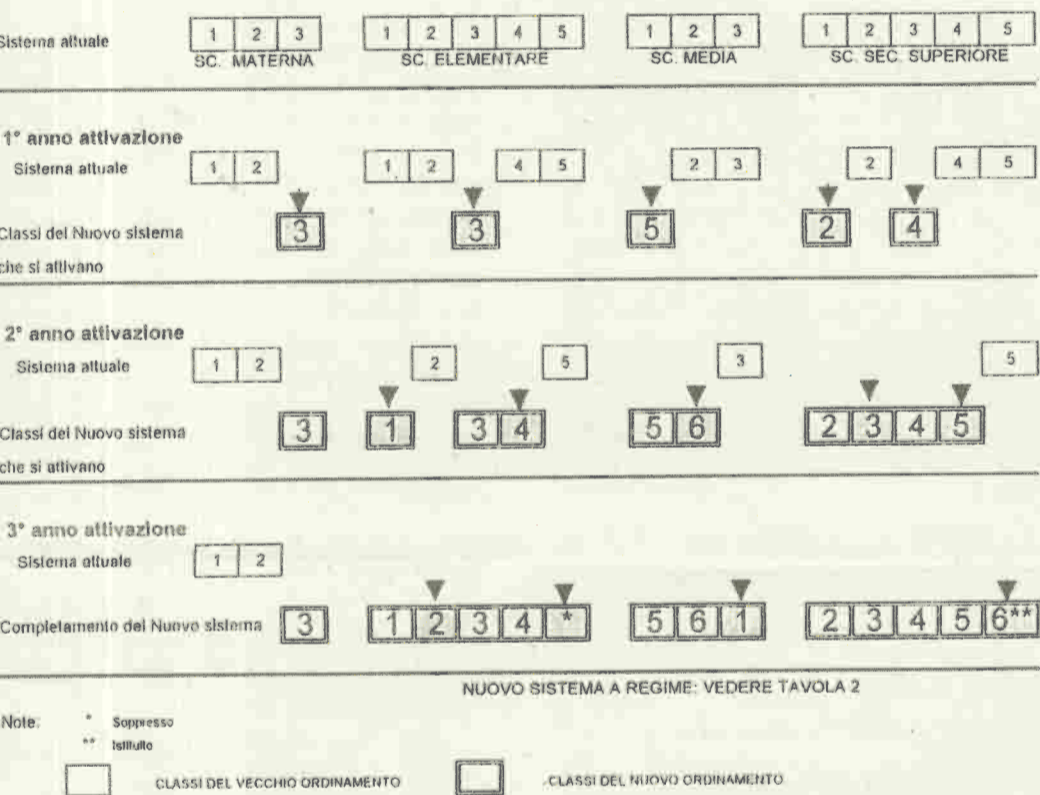 Sistema attuale 1 2 3 1 2 3 4 5 1 2 3 1 2 3 4 5
SC. MATERNA SC. ELEMENTARE SC. MEDIA SC. SEC. SUPERIORE
1° anno attivazione
Sistema attuale 1 2 1 2 4 5 2 3 2 4 5
Classi del Nuovo sistema 3 3 5 2 4
che si attivano
2° anno attivazione
Sistema attuale 1 2 2 5 3 5
Classi del Nuovo sistema 3 1 3 4 5 6 2 3 4 5
che si attivano
3° anno attivazione
Sistema attuale 1 2
Completamento del Nuovo sistema 3 1 2 3 4 * 5 6 1 2 3 4 5 6**
NUOVO SISTEMA A REGIME: VEDERE TAVOLA 2
Note: * Soppresso
** Istituito
CLASSI DEL VECCHIO ORDINAMENTO CLASSI DEL NUOVO ORDINAMENTO